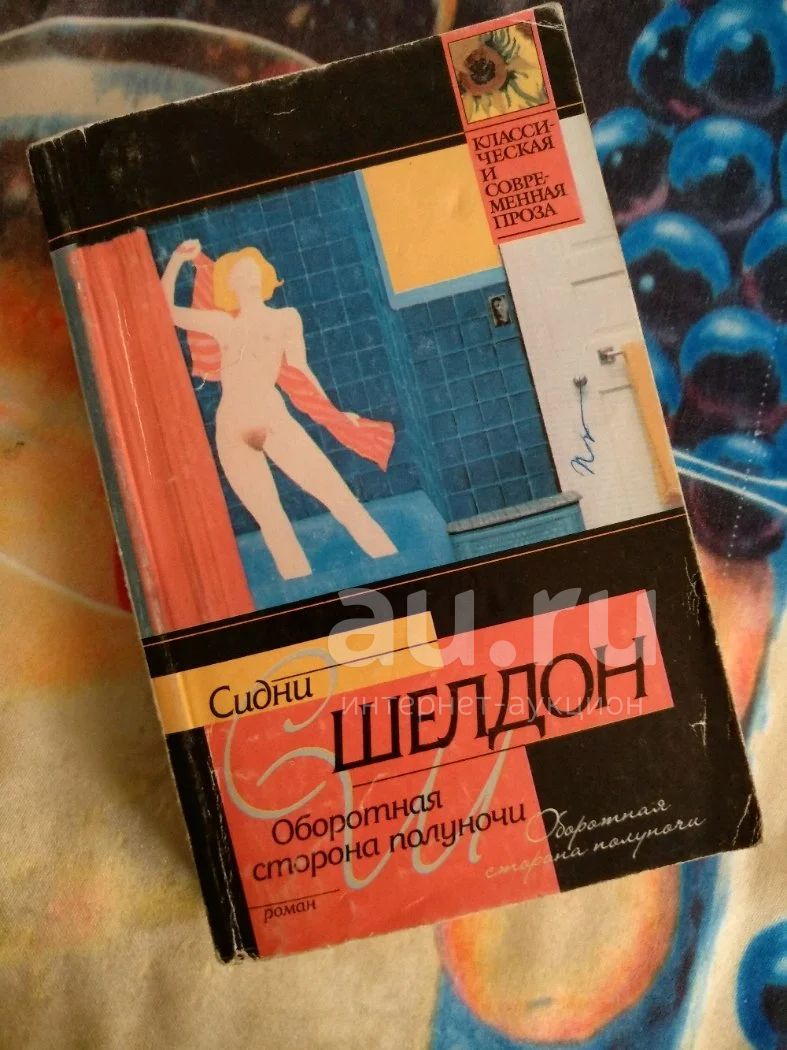 КЛАССИ-
ЧЕСКАЯ
И
СОВРЕ-
МЕННАЯ
ПРОЗА
au.ru
интернет-аукцион
Сидни
ШЕЛДОН
Оборотная
сторона полуночи
Оборотная
сторона полуночи
роман